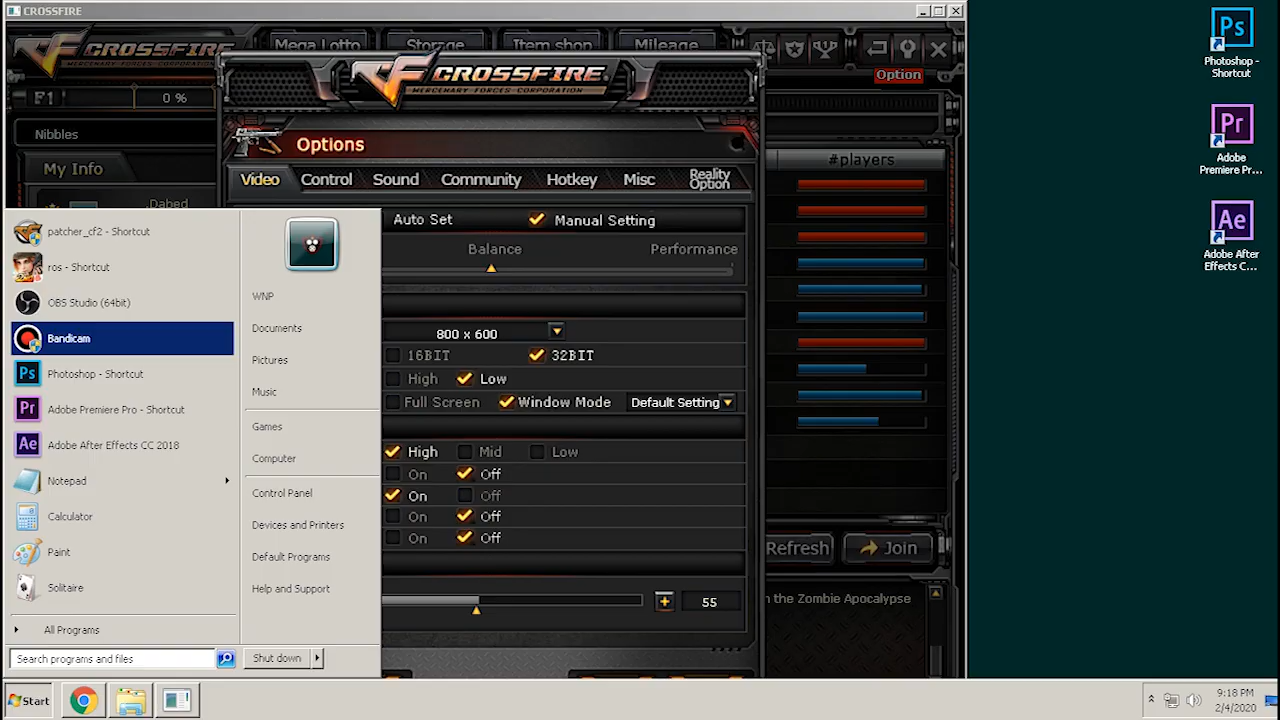 CROSSFIRE
Mega Lotto
Storage
Item shop
Mileage
CROSSFIRE
Option
F1
0 %
CROSSFIRE
MERCENARY FORCES CORPORATION
Nibbles
My Info
Dabed
Options
Video
Control
Sound
Community
Hotkey
Misc
Reality
Option
#players
Auto Set
Manual Setting
Balance
Performance
800 x 600
16BIT
32BIT
High
Low
Full Screen
Window Mode
Default Setting
High
Mid
Low
On
Off
On
Off
On
Off
On
Off
55
Refresh
Join
n the Zombie Apocalypse
patcher_cf2 - Shortcut
ros - Shortcut
OBS Studio (64bit)
Bandicam
Photoshop - Shortcut
Adobe Premiere Pro - Shortcut
Adobe After Effects CC 2018
Notepad
Calculator
Paint
Solitaire
All Programs
Search programs and files
WNP
Documents
Pictures
Music
Games
Computer
Control Panel
Devices and Printers
Default Programs
Help and Support
Shut down
Ps
Photoshop -
Shortcut
Pr
Adobe
Premiere Pr...
Ae
Adobe After
Effects C...
Start
9:18 PM
2/4/2020